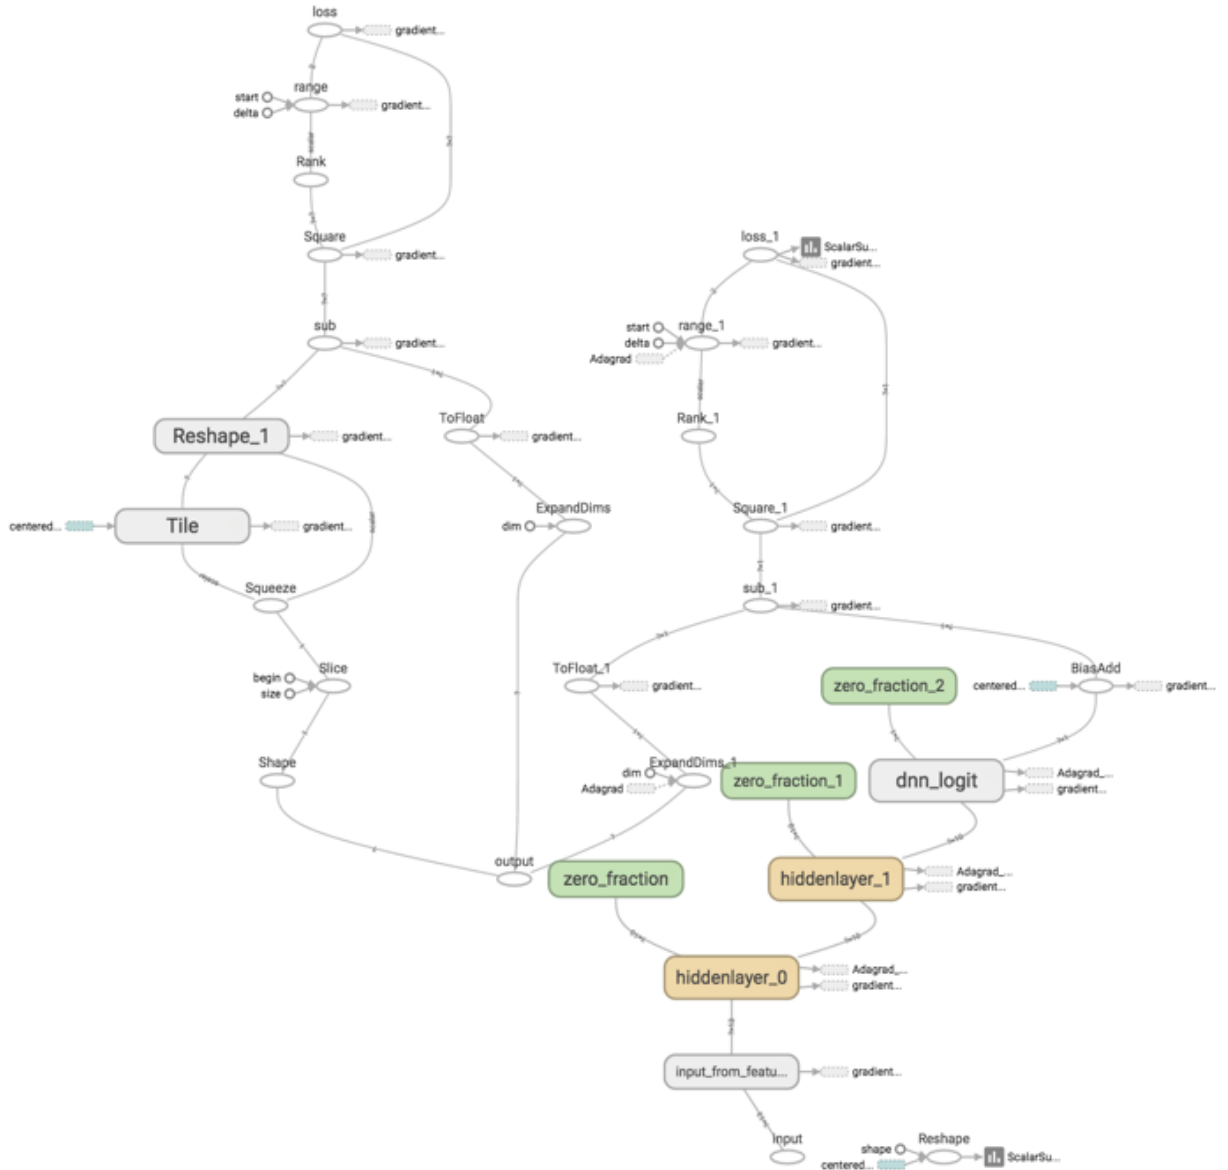 loss
gradient...
range
start
delta
gradient...
Rank
Square
gradient...
loss_1
ScalarSu...
gradient...
sub
gradient...
start
delta
Adagrad
range_1
gradient...
Reshape_1
gradient...
ToFloat
gradient...
Rank_1
centered...
Tile
gradient...
dim
ExpandDims
Square_1
gradient...
Squeeze
sub_1
gradient...
begin
size
Slice
ToFloat_1
gradient...
zero_fraction_2
centered...
BiasAdd
gradient...
Shape
dim
Adagrad
ExpandDims_1
zero_fraction_1
dnn_logit
Adagrad_...
gradient...
output
zero_fraction
hiddenlayer_1
Adagrad_...
gradient...
hiddenlayer_0
Adagrad_...
gradient...
input_from_featu...
gradient...
input
shape
centered...
Reshape
ScalarSu...